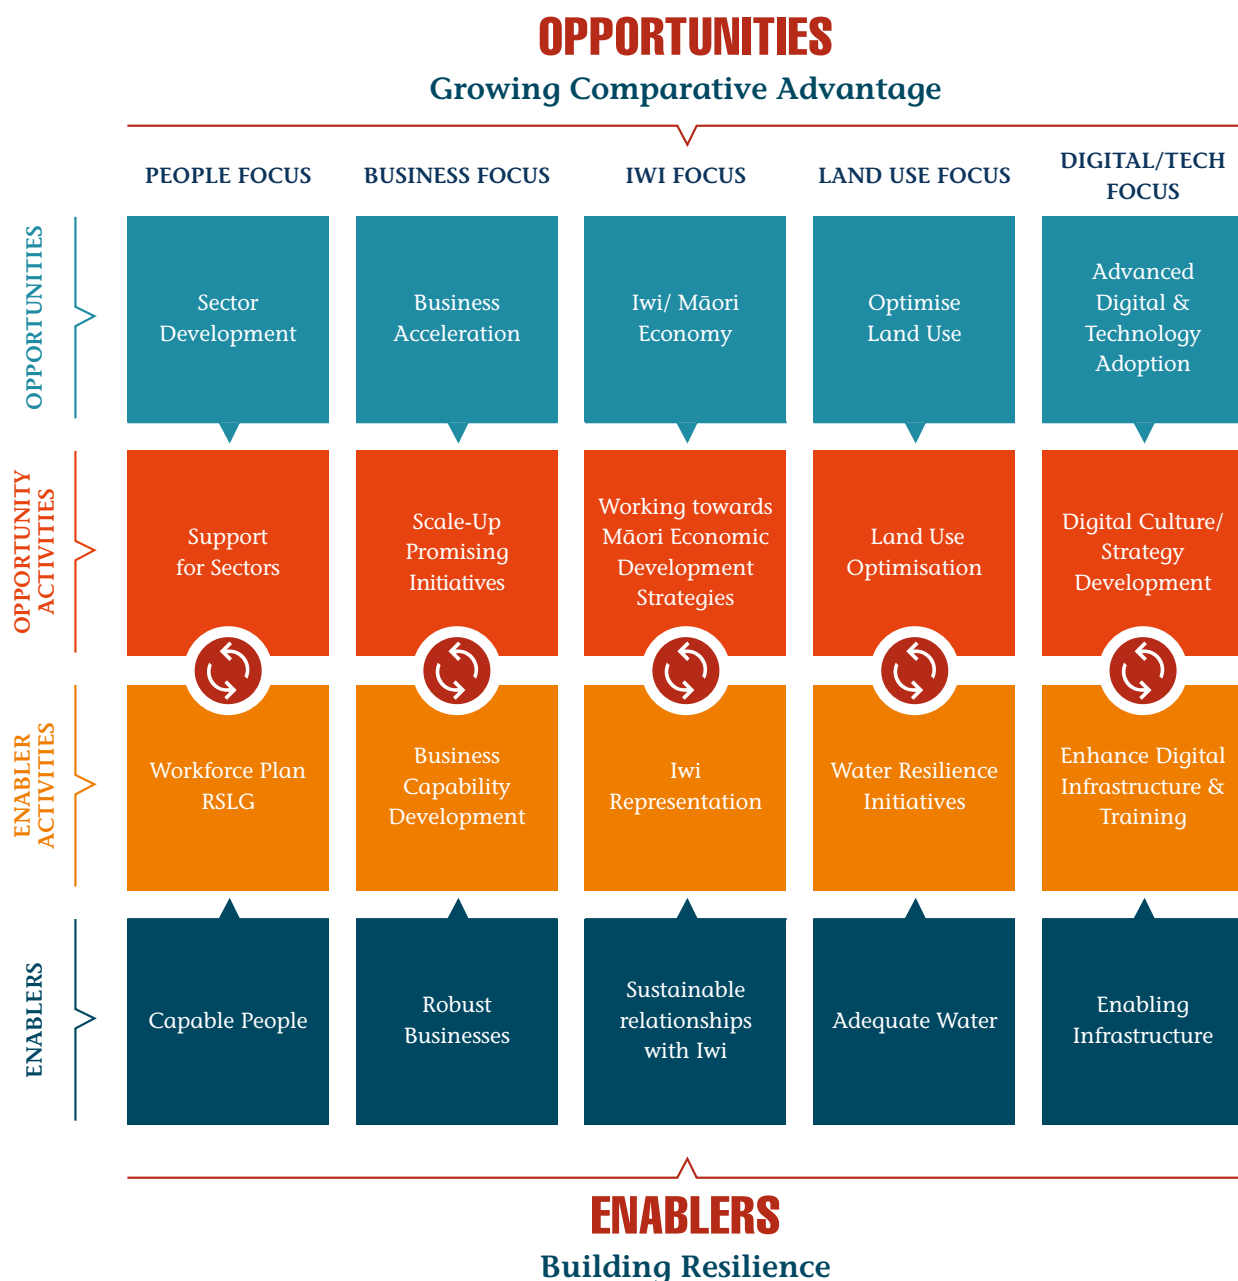 OPPORTUNITIES
Growing Comparative Advantage
PEOPLE FOCUS
BUSINESS FOCUS
IWI FOCUS
LAND USE FOCUS
DIGITAL/TECH
FOCUS
OPPORTUNITIES
Sector
Development
Business
Acceleration
Iwi/ Māori
Economy
Optimise
Land Use
Advanced
Digital &
Technology
Adoption
OPPORTUNITY
ACTIVITIES
Support
for Sectors
Scale-Up
Promising
Initiatives
Working towards
Māori Economic
Development
Strategies
Land Use
Optimisation
Digital Culture/
Strategy
Development
ENABLER
ACTIVITIES
Workforce Plan
RSLG
Business
Capability
Development
Iwi
Representation
Water Resilience
Initiatives
Enhance Digital
Infrastructure &
Training
ENABLERS
Capable People
Robust
Businesses
Sustainable
relationships
with Iwi
Adequate Water
Enabling
Infrastructure
ENABLERS
Building Resilience